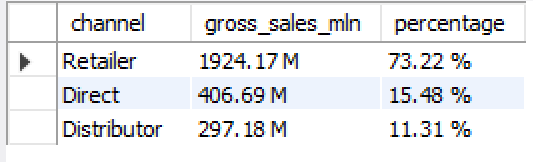 channel gross_sales_mln percentage
Retailer 1924.17 M 73.22 %
Direct 406.69 M 15.48 %
Distributor 297.18 M 11.31 %